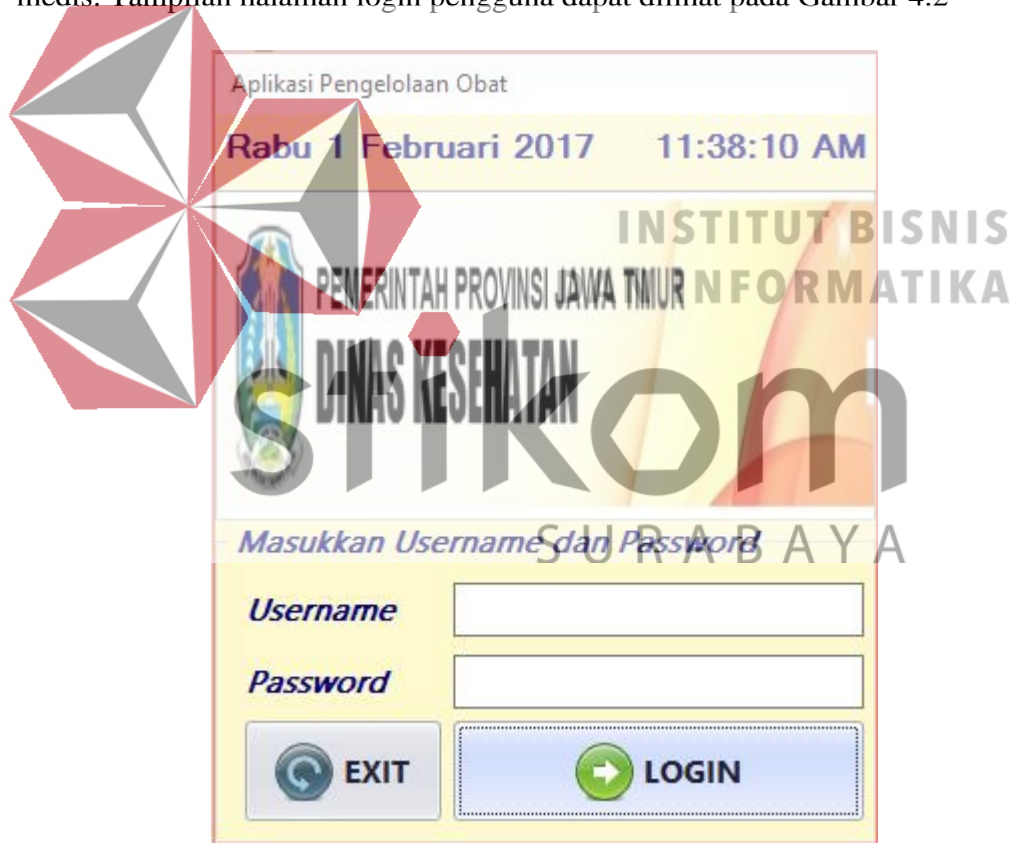 medis. Tampilan halaman login pengguna dapat dilihat pada Gambar 4.2
Aplikasi Pengelolaan Obat
Rabu 1 Februari 2017 11:38:10 AM
INSTITUT BISNIS
INFORMATIKA
PEMERINTAH PROVINSI JAWA TMIUR
DINAS KESEHATAN
stikom
SURABAYA
Masukkan Username dan Password
Username
Password
EXIT
LOGIN